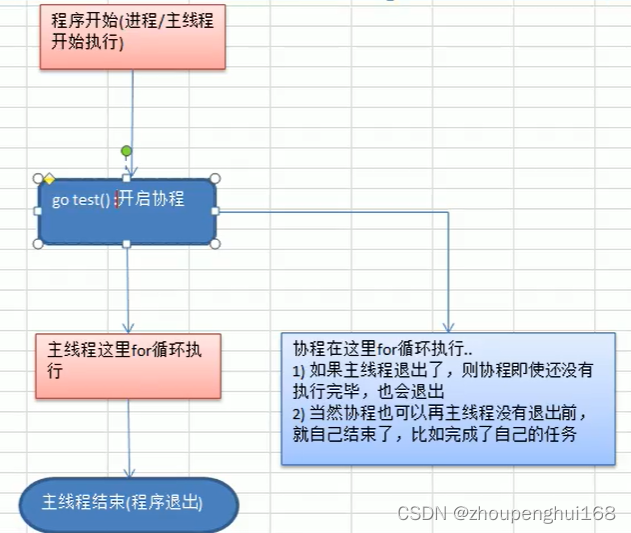 程序开始(进程/主线程
开始执行)
go test() :开启协程
主线程这里for循环执
行
协程在这里for循环执行..
1) 如果主线程退出了，则协程即使还没有
执行完毕，也会退出
2) 当然协程也可以再主线程没有退出前，
就自己结束了，比如完成了自己的任务
主线程结束(程序退出)
CSDN @zhoupenghui168